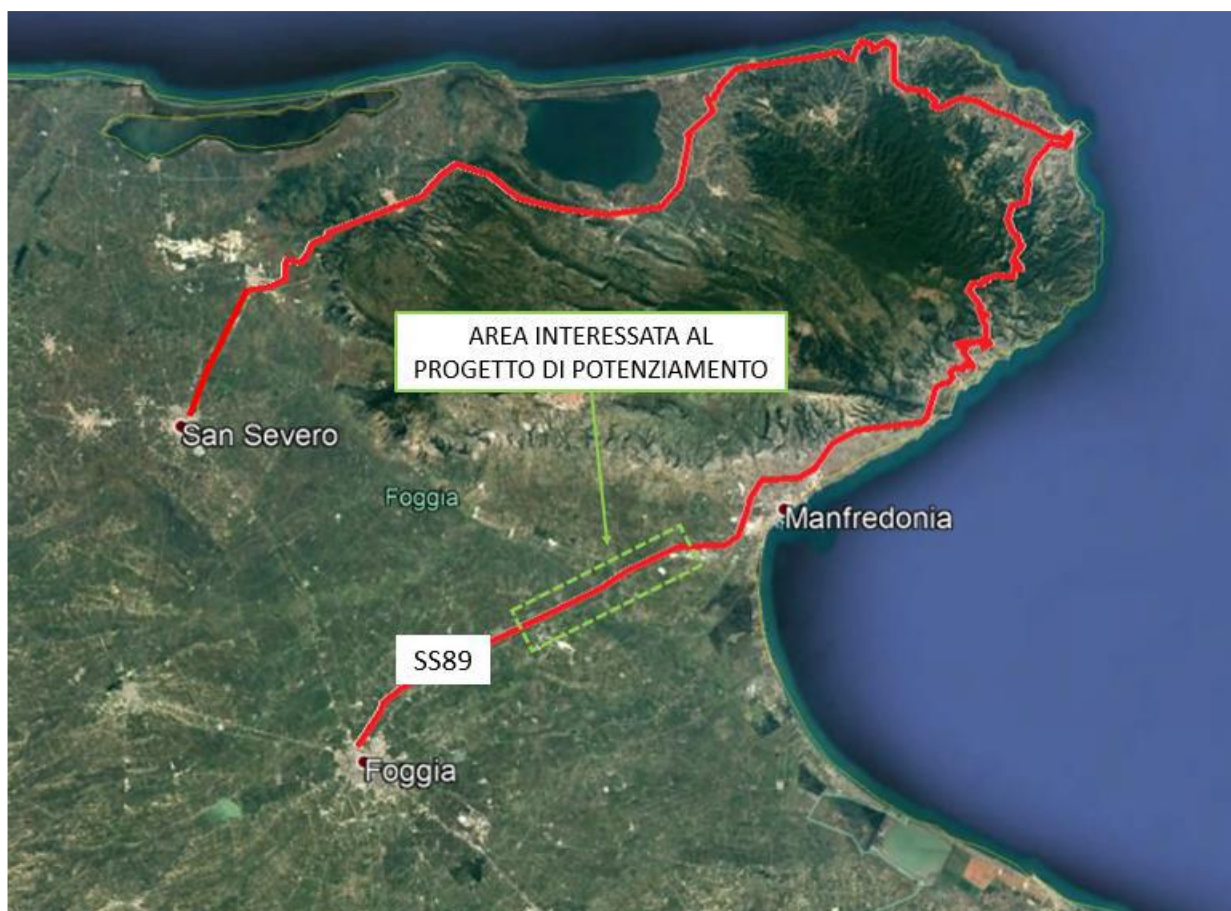 AREA INTERESSATA AL
PROGETTO DI POTENZIAMENTO
San Severo
Foggia
Manfredonia
SS89
Foggia